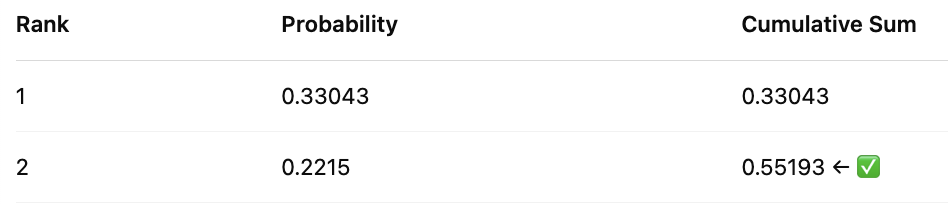 Rank Probability Cumulative Sum
1 0.33043 0.33043
2 0.2215 0.55193 ← ✅